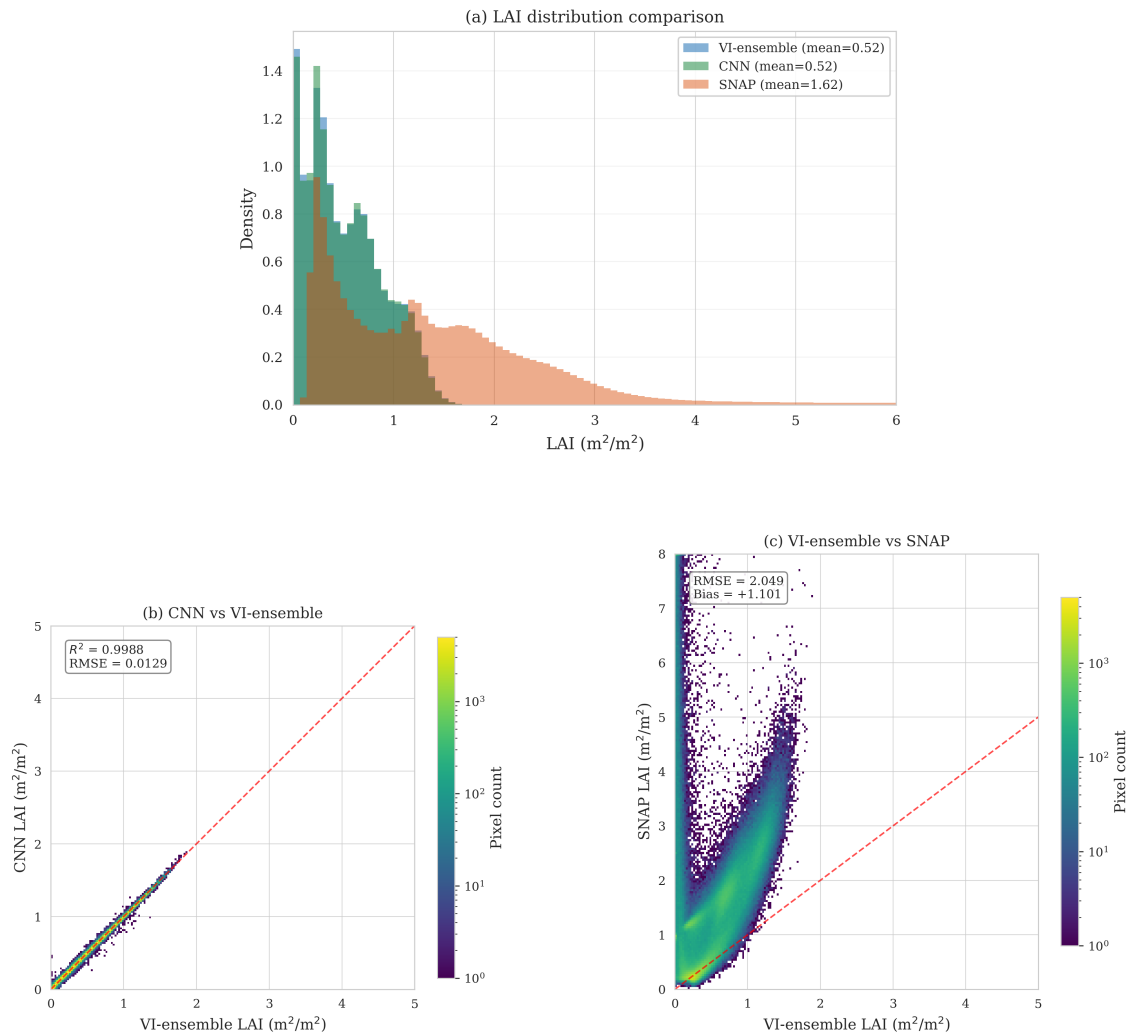 (a) LAI distribution comparison
VI-ensemble (mean=0.52)
CNN (mean=0.52)
SNAP (mean=1.62)
1.4
1.2
1.0
0.8
0.6
0.4
0.2
0.0
Density
0 1 2 3 4 5 6
LAI (m²/m²)
(b) CNN vs VI-ensemble
R² = 0.9988
RMSE = 0.0129
5
4
3
2
1
0
CNN LAI (m²/m²)
0 1 2 3 4 5
VI-ensemble LAI (m²/m²)
10³
10²
10¹
10⁰
Pixel count
(c) VI-ensemble vs SNAP
RMSE = 2.049
Bias = +1.101
8
7
6
5
4
3
2
1
0
SNAP LAI (m²/m²)
0 1 2 3 4 5
VI-ensemble LAI (m²/m²)
10³
10²
10¹
10⁰
Pixel count